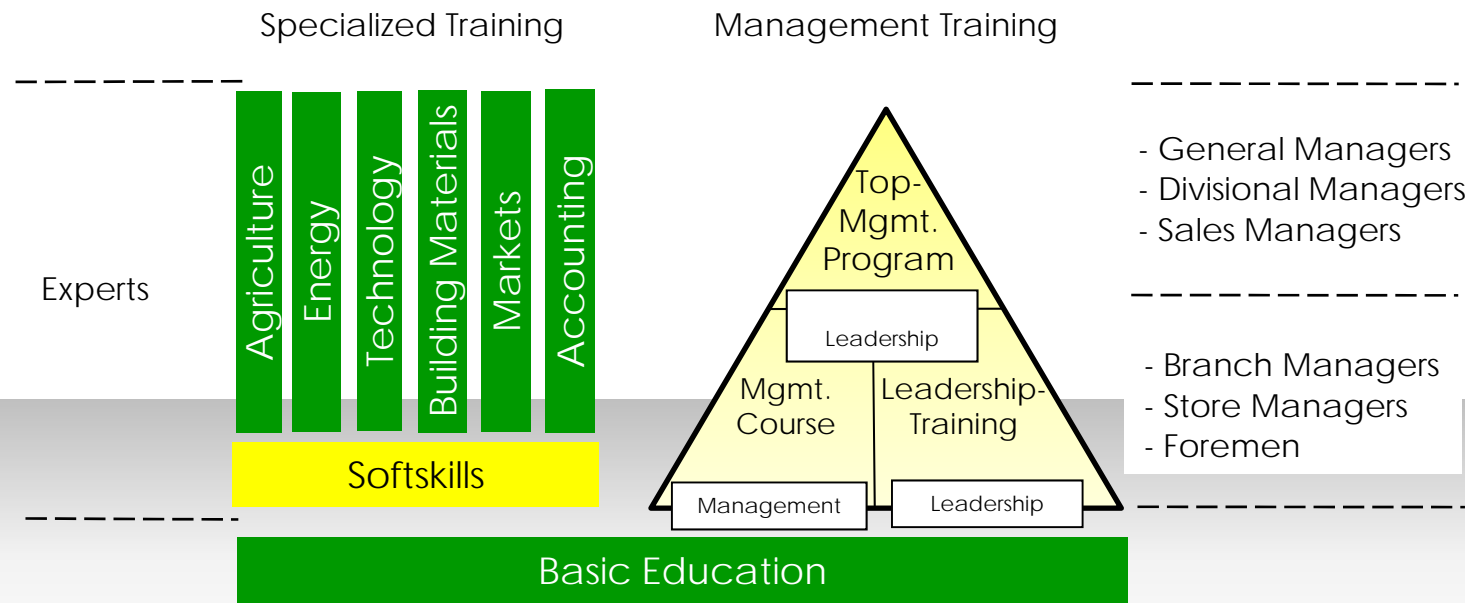 Specialized Training
Management Training
Experts
Agriculture
Energy
Technology
Building Materials
Markets
Accounting
Softskills
Top-
Mgmt.
Program
Leadership
Mgmt.
Course
Leadership-
Training
Management
Leadership
- General Managers
- Divisional Managers
- Sales Managers
- Branch Managers
- Store Managers
- Foremen
Basic Education